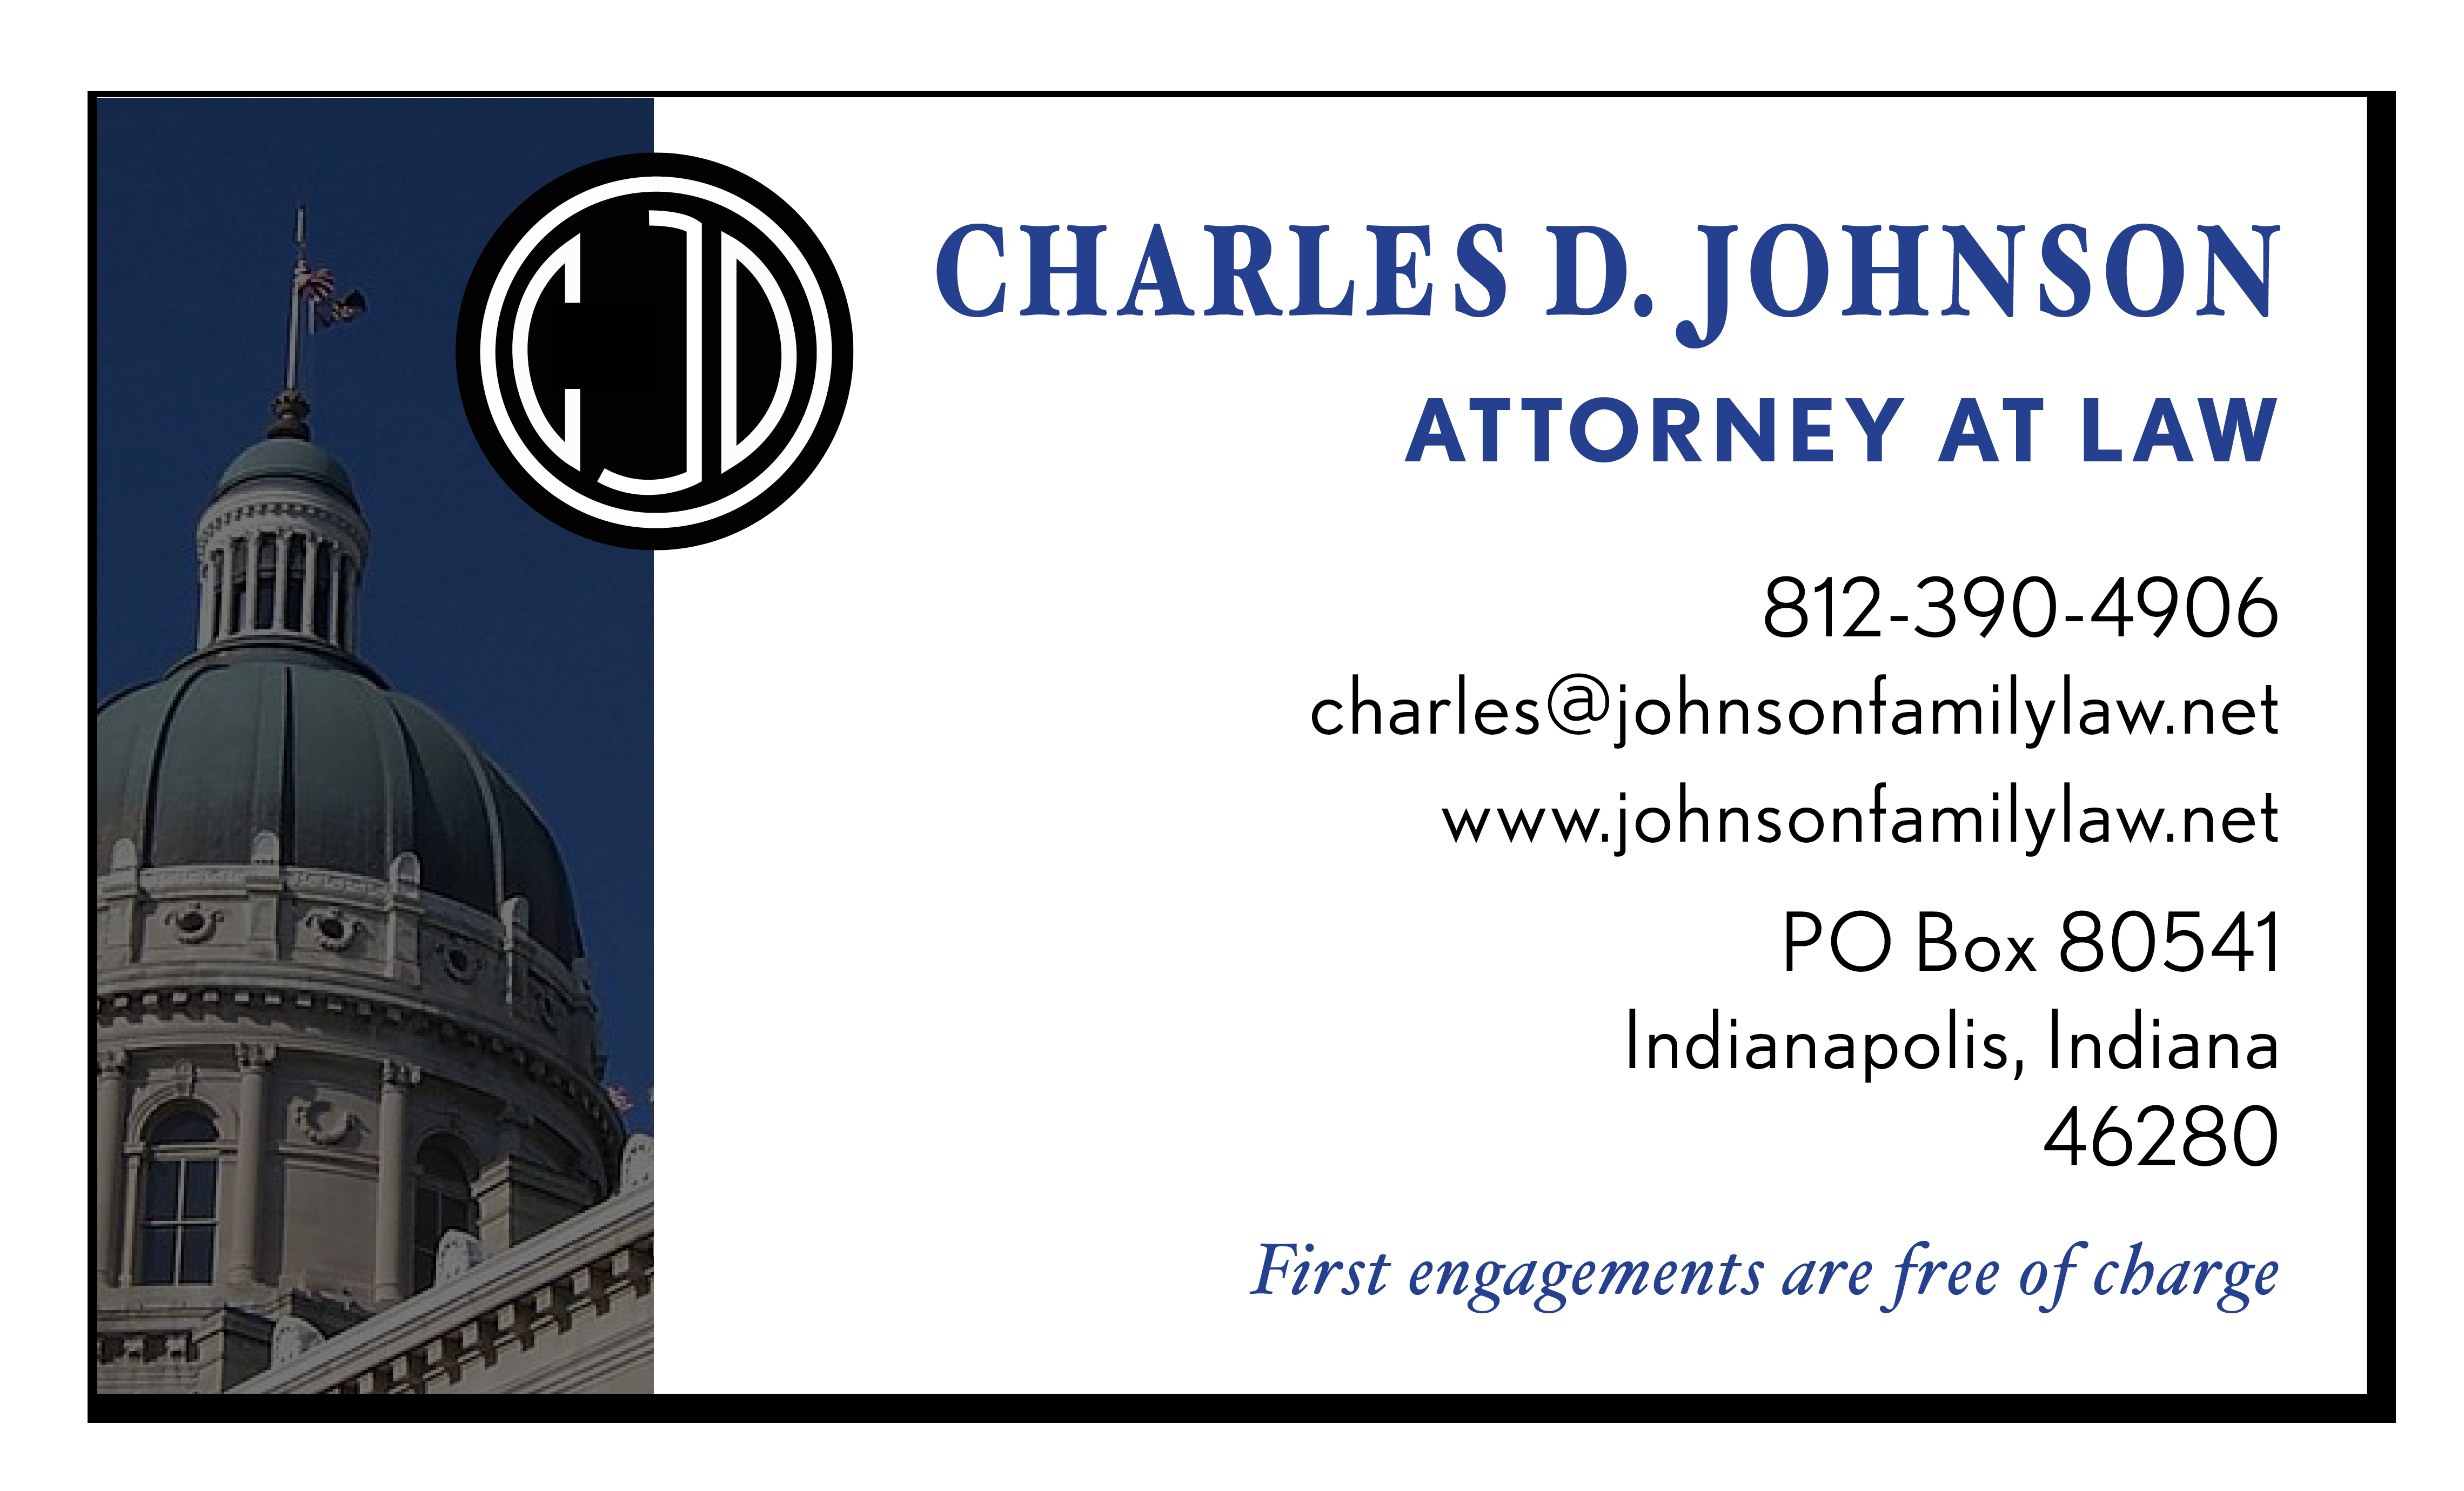 CJD
CHARLES D. JOHNSON
ATTORNEY AT LAW
812-390-4906
charles@johnsonfamilylaw.net
www.johnsonfamilylaw.net
PO Box 80541
Indianapolis, Indiana
46280
First engagements are free of charge